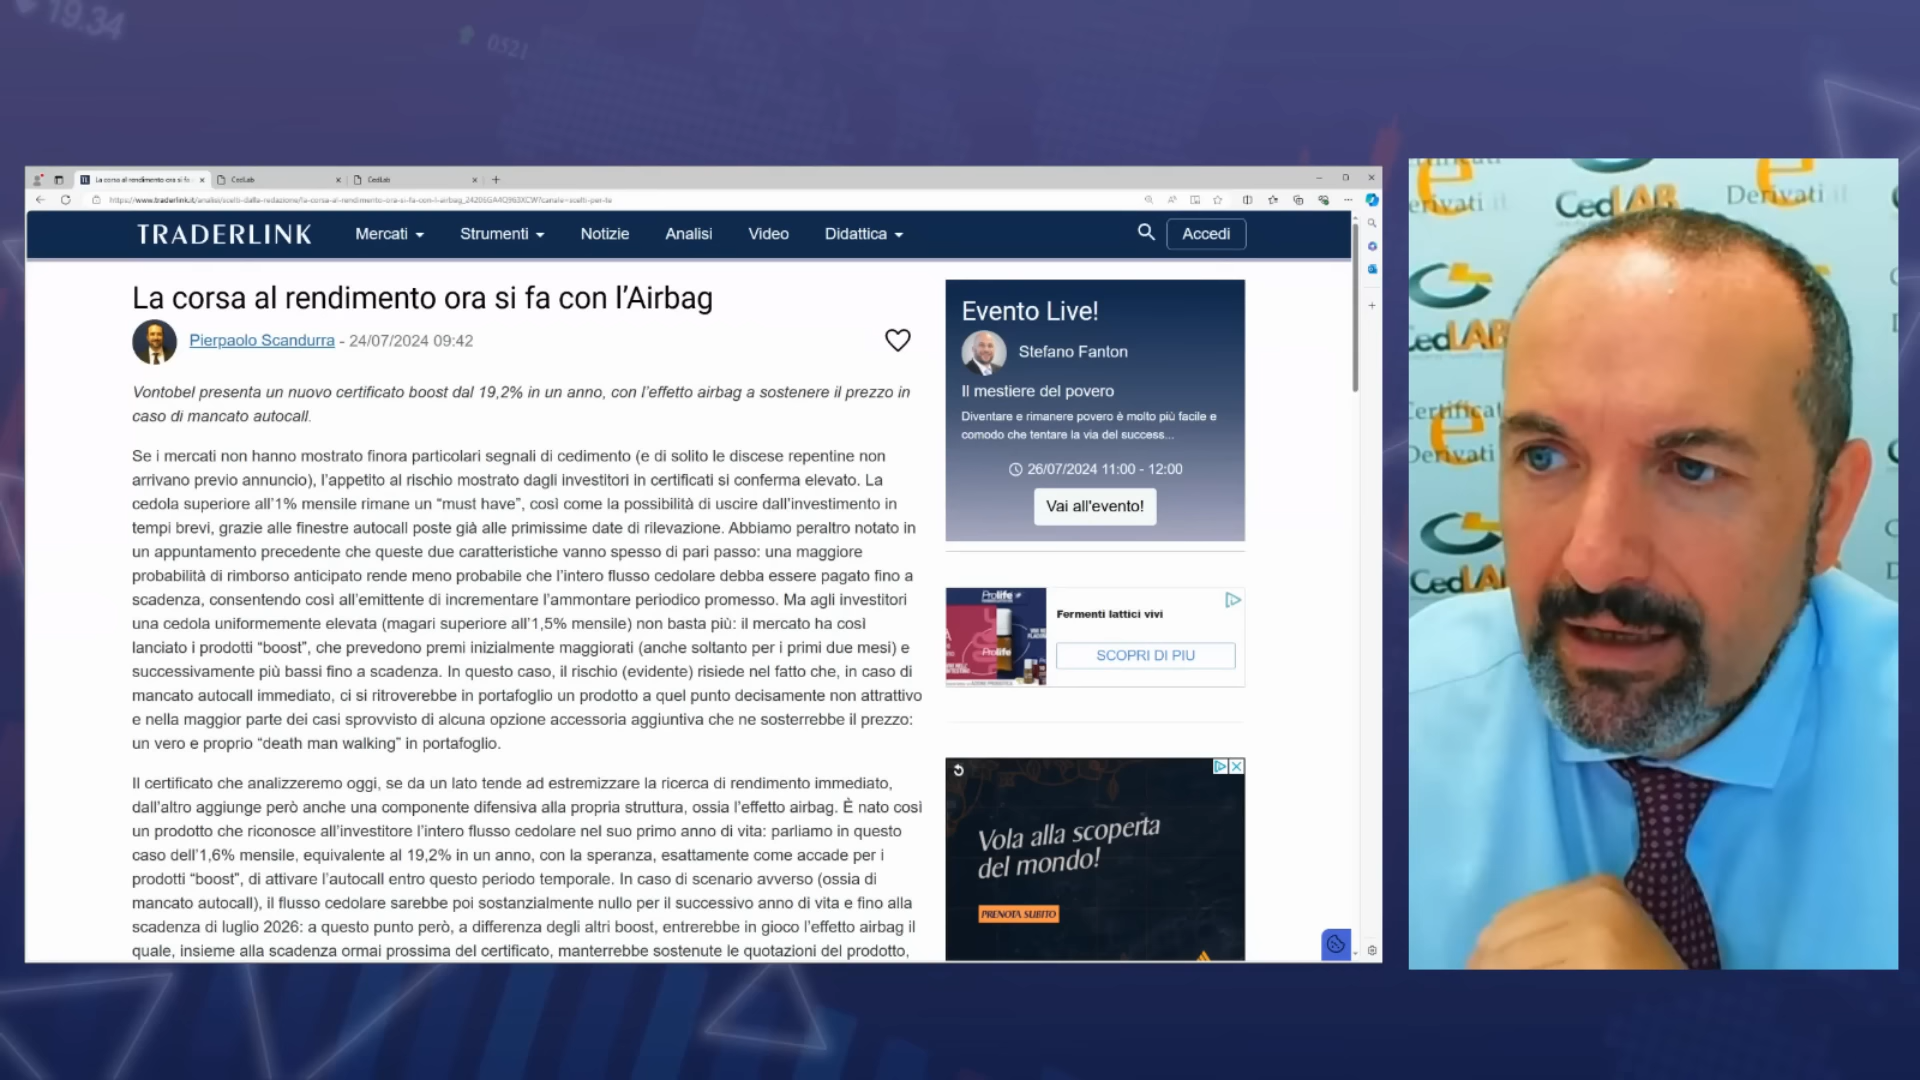 19.34
0521
La corsa al rendimento ora si fa
CedLab
CedLab
TRADERLINK
Mercati
Strumenti
Notizie
Analisi
Video
Didattica
Accedi
La corsa al rendimento ora si fa con l'Airbag
Pierpaolo Scandurra - 24/07/2024 09:42
Vontobel presenta un nuovo certificato boost dal 19,2% in un anno, con l'effetto airbag a sostenere il prezzo in
caso di mancato autocall.
Se i mercati non hanno mostrato finora particolari segnali di cedimento (e di solito le discese repentine non
arrivano previo annuncio), l'appetito al rischio mostrato dagli investitori in certificati si conferma elevato. La
cedola superiore all'1% mensile rimane un "must have", così come la possibilità di uscire dall'investimento in
tempi brevi, grazie alle finestre autocall poste già alle primissime date di rilevazione. Abbiamo peraltro notato in
un appuntamento precedente che queste due caratteristiche vanno spesso di pari passo: una maggiore
probabilità di rimborso anticipato rende meno probabile che l'intero flusso cedolare debba essere pagato fino a
scadenza, consentendo così all'emittente di incrementare l'ammontare periodico promesso. Ma agli investitori
una cedola uniformemente elevata (magari superiore all'1,5% mensile) non basta più: il mercato ha così
lanciato i prodotti "boost", che prevedono premi inizialmente maggiorati (anche soltanto per i primi due mesi) e
successivamente più bassi fino a scadenza. In questo caso, il rischio (evidente) risiede nel fatto che, in caso di
mancato autocall immediato, ci si ritroverebbe in portafoglio un prodotto a quel punto decisamente non attrattivo
e nella maggior parte dei casi sprovvisto di alcuna opzione accessoria aggiuntiva che ne sosterrebbe il prezzo:
un vero e proprio "death man walking" in portafoglio.
Il certificato che analizzeremo oggi, se da un lato tende ad estremizzare la ricerca di rendimento immediato,
dall'altro aggiunge però anche una componente difensiva alla propria struttura, ossia l'effetto airbag. È nato così
un prodotto che riconosce all'investitore l'intero flusso cedolare nel suo primo anno di vita: parliamo in questo
caso dell'1,6% mensile, equivalente al 19,2% in un anno, con la speranza, esattamente come accade per i
prodotti "boost", di attivare l'autocall entro questo periodo temporale. In caso di scenario avverso (ossia di
mancato autocall), il flusso cedolare sarebbe poi sostanzialmente nullo per il successivo anno di vita e fino alla
scadenza di luglio 2026: a questo punto però, a differenza degli altri boost, entrerebbe in gioco l'effetto airbag il
quale, insieme alla scadenza ormai prossima del certificato, manterrebbe sostenute le quotazioni del prodotto,
Evento Live!
Stefano Fanton
Il mestiere del povero
Diventare e rimanere povero è molto più facile e
comodo che tentare la via del success...
26/07/2024 11:00 - 12:00
Vai all'evento!
Prolife
Prolife
Fermenti lattici vivi
SCOPRI DI PIU
Vola alla scoperta
del mondo!
PRENOTA SUBITO
CedLAB
Derivati
CedLAB
Derivati
CedLAB